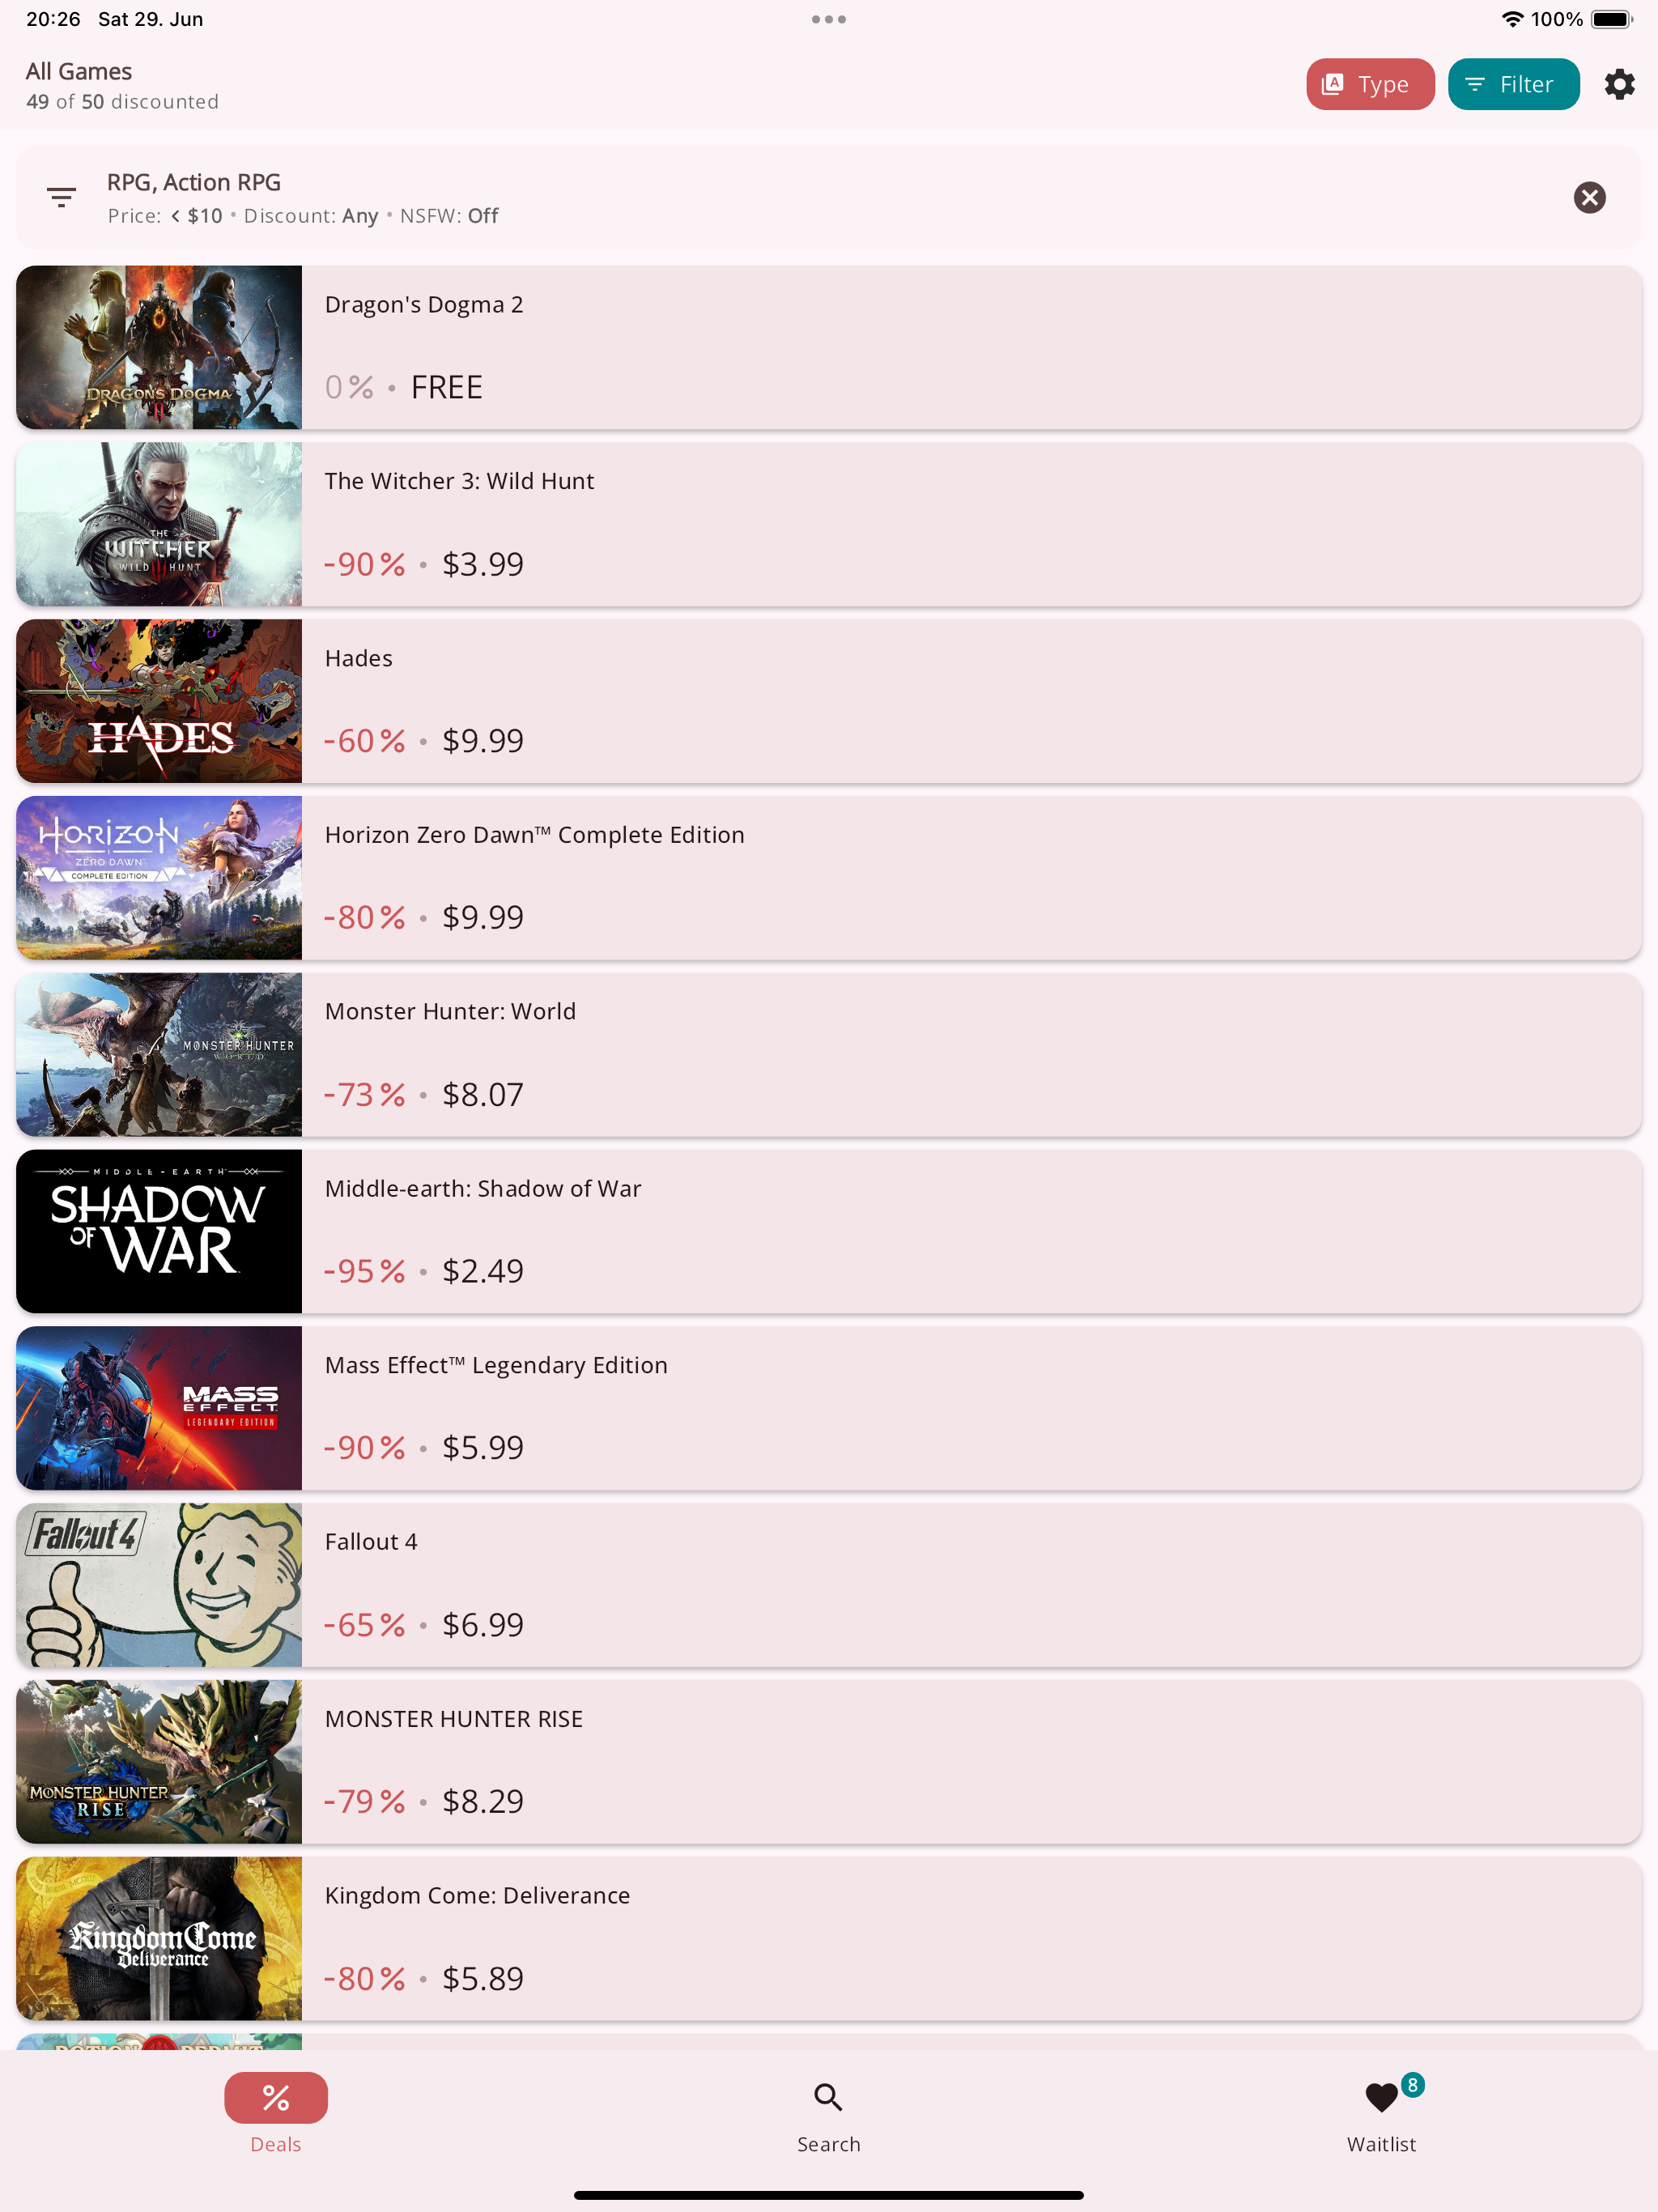 20:26 Sat 29. Jun
100%
All Games
49 of 50 discounted
Type
Filter
RPG, Action RPG
Price: < $10 • Discount: Any • NSFW: Off
DRAGON'S DOGMA
II
Dragon's Dogma 2
0% • FREE
THE
WITCHER
WILD HUNT
The Witcher 3: Wild Hunt
-90% • $3.99
HADES
Hades
-60% • $9.99
HORIZON
ZERO DAWN
COMPLETE EDITION
Horizon Zero Dawn™ Complete Edition
-80% • $9.99
MONSTER HUNTER
WORLD
Monster Hunter: World
-73% • $8.07
MIDDLE-EARTH
SHADOW
OF WAR
Middle-earth: Shadow of War
-95% • $2.49
MASS
EFFECT
LEGENDARY EDITION
Mass Effect™ Legendary Edition
-90% • $5.99
Fallout 4
Fallout 4
-65% • $6.99
MONSTER HUNTER
RISE
MONSTER HUNTER RISE
-79% • $8.29
Kingdom Come
Deliverance
Kingdom Come: Deliverance
-80% • $5.89
8
Deals
Search
Waitlist